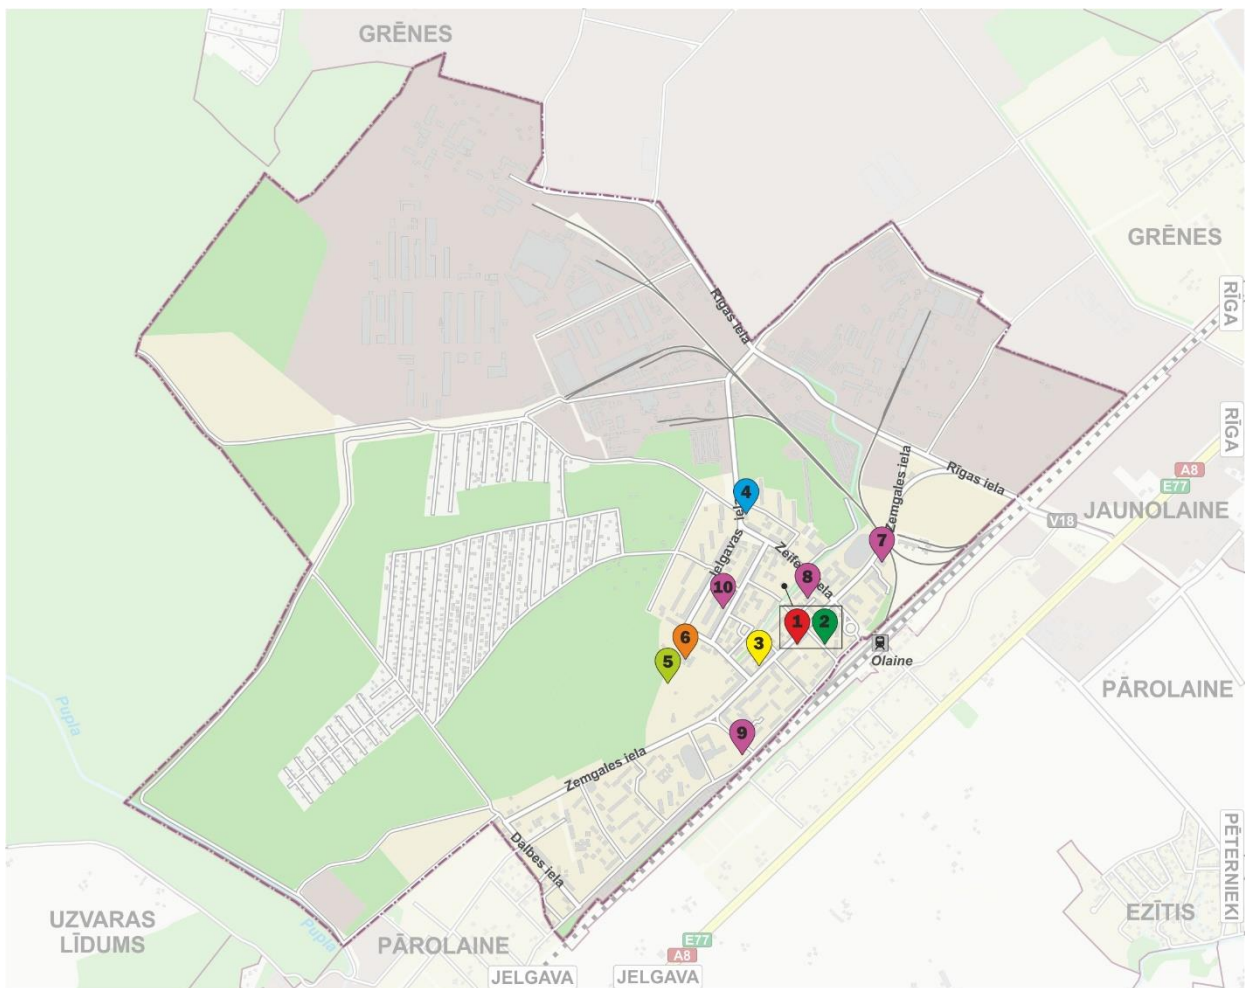 GRĒNES
GRĒNES
RĪGA
Rīgas iela
RĪGA
Zemgales iela
Rīgas iela
A8
E77
JAUNOLAINE
V18
4
Jelgavas iela
Zeiferta iela
7
8
10
1
2
3
6
5
Olaine
PĀROLAINE
Pupla
9
Zemgales iela
Dalbes iela
PĒTERNIEKI
EZĪTIS
UZVARAS
LĪDUMS
Pupla
PĀROLAINE
E77
A8
JELGAVA
JELGAVA